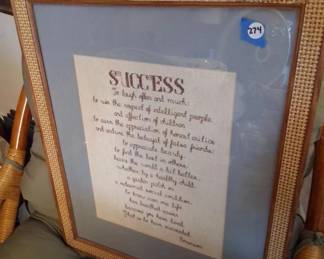 274
SUCCESS
To laugh often and much;
to win the respect of intelligent people
and affection of children;
to earn the appreciation of honest critics
and endure the betrayal of false friends;
to appreciate beauty,
to find the best in others,
leave the world a bit better,
whether by a healthy child,
a garden patch or
a redeemed social condition;
to know even one life
has breathed easier
because you have lived.
This is to have succeeded.
Emerson